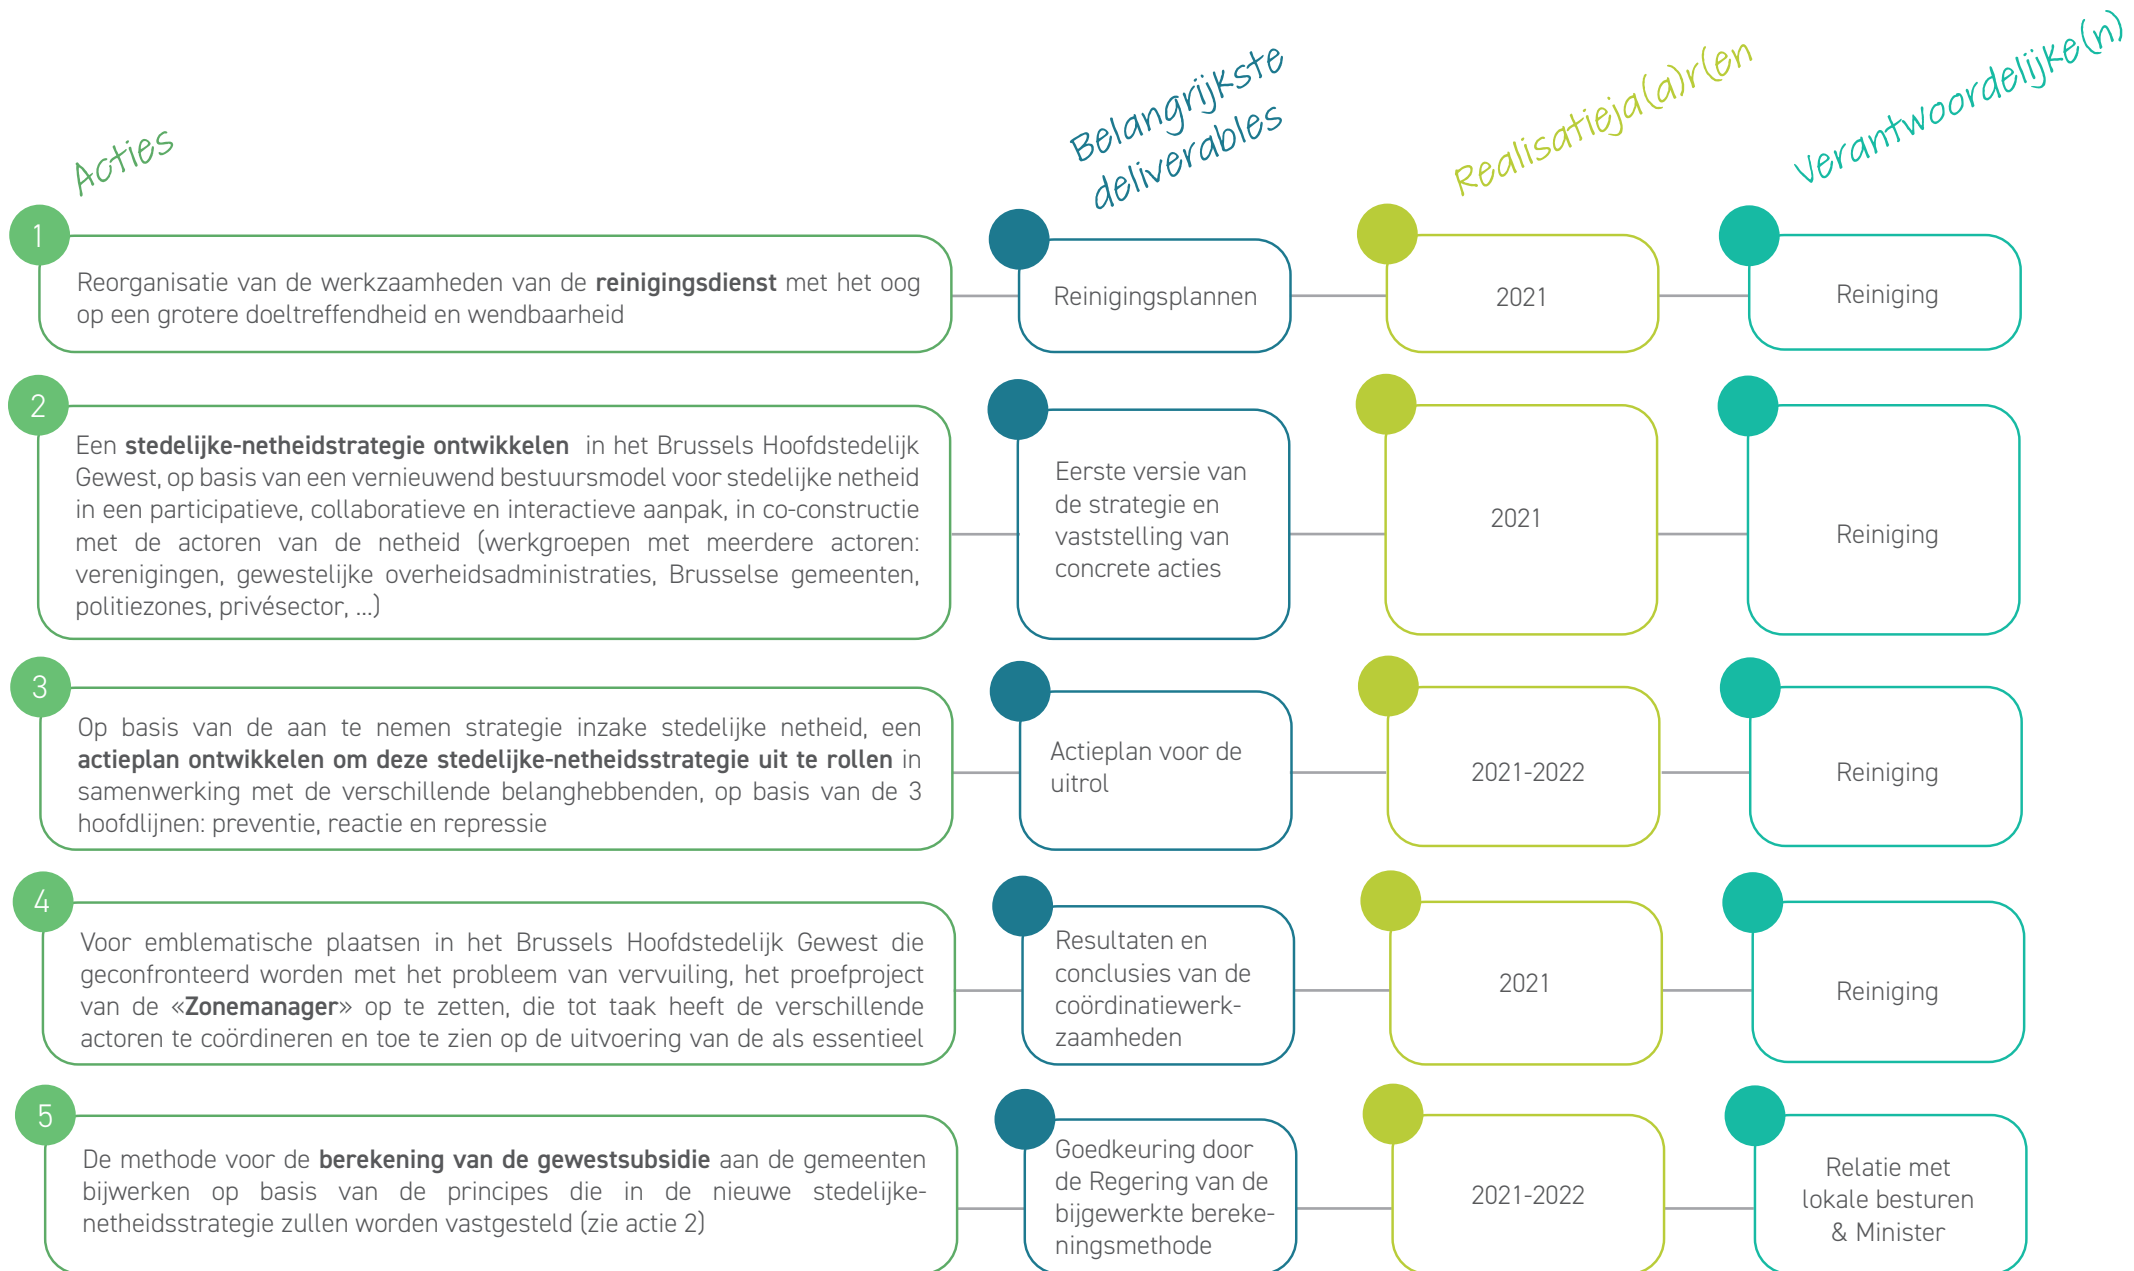 Acties
Belangrijkste
deliverables
Realisatieja(a)r(en
Verantwoordelijke(n)
1
Reorganisatie van de werkzaamheden van de reinigingsdienst met het oog
op een grotere doeltreffendheid en wendbaarheid
Reinigingsplannen
2021
Reiniging
2
Een stedelijke-netheidstrategie ontwikkelen in het Brussels Hoofdstedelijk
Gewest, op basis van een vernieuwend bestuursmodel voor stedelijke netheid
in een participatieve, collaboratieve en interactieve aanpak, in co-constructie
met de actoren van de netheid (werkgroepen met meerdere actoren:
verenigingen, gewestelijke overheidsadministraties, Brusselse gemeenten,
politiezones, privésector, ...)
Eerste versie van
de strategie en
vaststelling van
concrete acties
2021
Reiniging
3
Op basis van de aan te nemen strategie inzake stedelijke netheid, een
actieplan ontwikkelen om deze stedelijke-netheidsstrategie uit te rollen in
samenwerking met de verschillende belanghebbenden, op basis van de 3
hoofdlijnen: preventie, reactie en repressie
Actieplan voor de
uitrol
2021-2022
Reiniging
4
Voor emblematische plaatsen in het Brussels Hoofdstedelijk Gewest die
geconfronteerd worden met het probleem van vervuiling, het proefproject
van de «Zonemanager» op te zetten, die tot taak heeft de verschillende
actoren te coördineren en toe te zien op de uitvoering van de als essentieel
Resultaten en
conclusies van de
coördinatiewerk-
zaamheden
2021
Reiniging
5
De methode voor de berekening van de gewestsubsidie aan de gemeenten
bijwerken op basis van de principes die in de nieuwe stedelijke-
netheidsstrategie zullen worden vastgesteld (zie actie 2)
Goedkeuring door
de Regering van de
bijgewerkte bereke-
ningsmethode
2021-2022
Relatie met
lokale besturen
& Minister